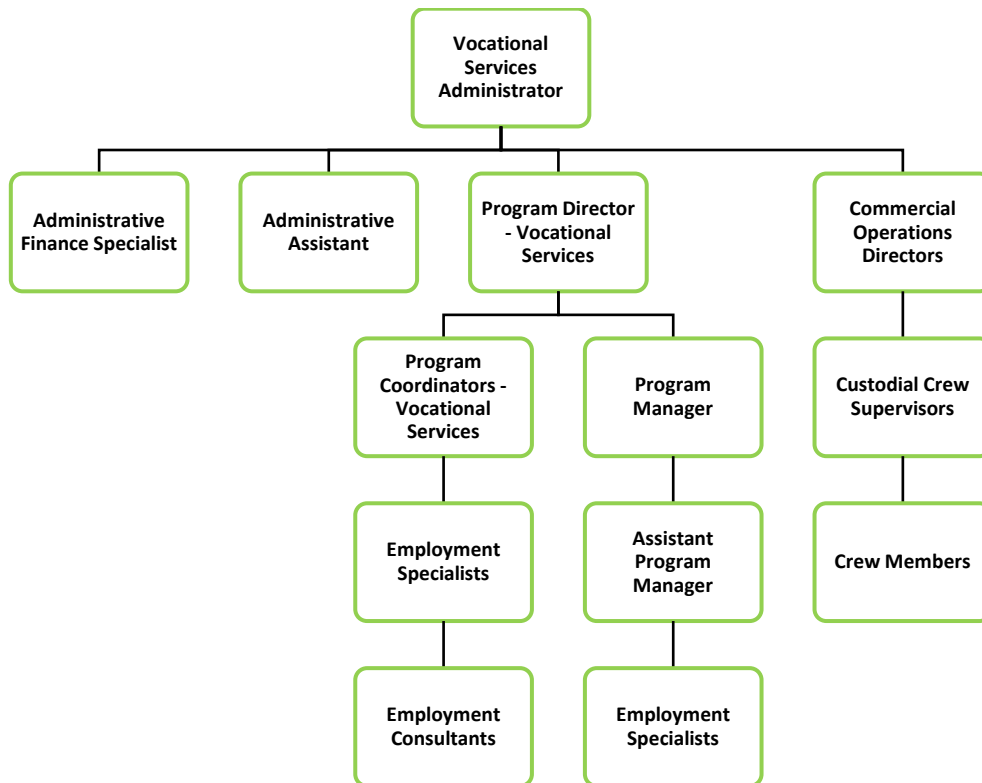 Vocational
Services
Administrator
Administrative
Finance Specialist
Administrative
Assistant
Program Director
- Vocational
Services
Commercial
Operations
Directors
Program
Coordinators -
Vocational
Services
Program
Manager
Custodial Crew
Supervisors
Employment
Specialists
Assistant
Program
Manager
Crew Members
Employment
Consultants
Employment
Specialists